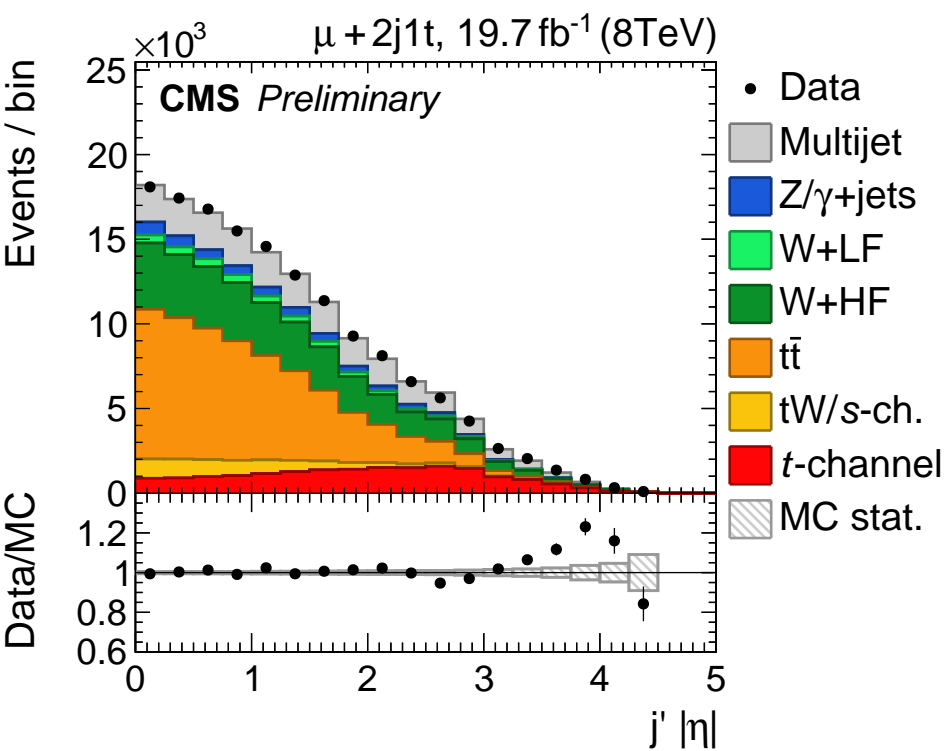 ×10³ μ + 2j1t, 19.7 fb⁻¹ (8TeV)
CMS Preliminary
Events / bin
25
20
15
10
5
0
Data
Multijet
Z/γ+jets
W+LF
W+HF
tt̄
tW/s-ch.
t-channel
MC stat.
Data/MC
1.2
1
0.8
0.6
0 1 2 3 4 5
j' |η|